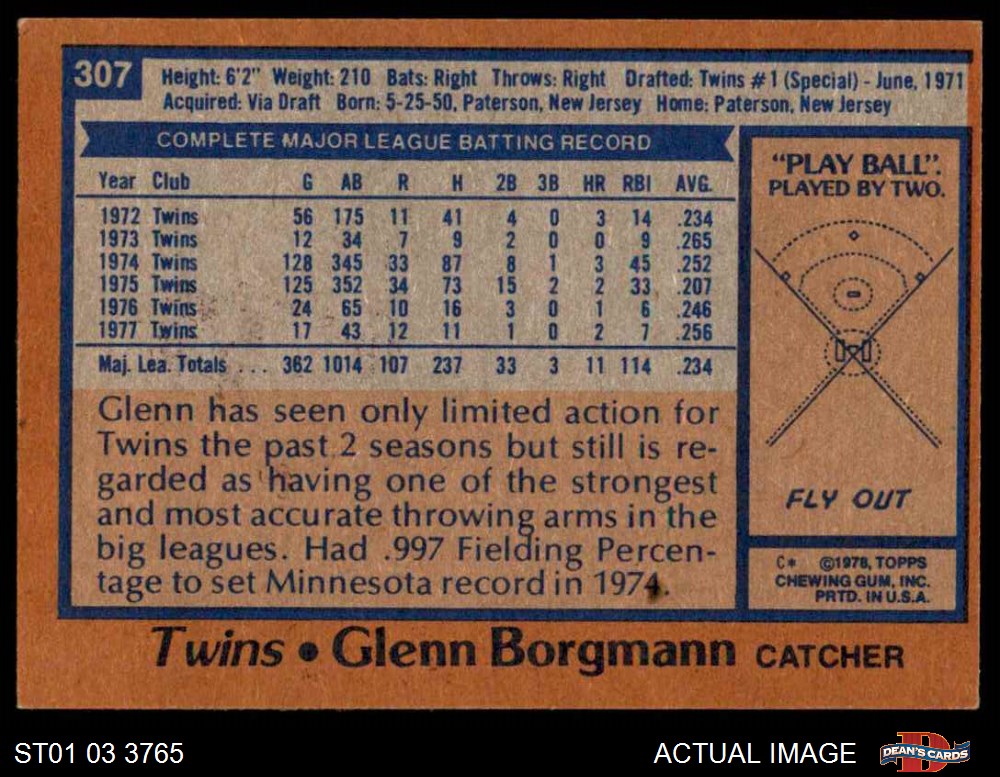 307
Height: 6'2" Weight: 210 Bats: Right Throws: Right Drafted: Twins #1 (Special) - June, 1971
Acquired: Via Draft Born: 5-25-50, Paterson, New Jersey Home: Paterson, New Jersey
COMPLETE MAJOR LEAGUE BATTING RECORD
Year Club G AB R H 2B 3B HR RBI AVG.
1972 Twins 56 175 11 41 4 0 3 14 .234
1973 Twins 12 34 7 9 2 0 0 9 .265
1974 Twins 128 345 33 87 8 1 3 45 .252
1975 Twins 125 352 34 73 15 2 2 33 .207
1976 Twins 24 65 10 16 3 0 1 6 .246
1977 Twins 17 43 12 11 1 0 2 7 .256
Maj. Lea. Totals ... 362 1014 107 237 33 3 11 114 .234
Glenn has seen only limited action for
Twins the past 2 seasons but still is re-
garded as having one of the strongest
and most accurate throwing arms in the
big leagues. Had .997 Fielding Percen-
tage to set Minnesota record in 1974.
"PLAY BALL".
PLAYED BY TWO.
FLY OUT
C* ©1978, TOPPS
CHEWING GUM, INC.
PRTD. IN U.S.A.
Twins • Glenn Borgmann CATCHER
ST01 03 3765
ACTUAL IMAGE
D
DEAN'S CARDS